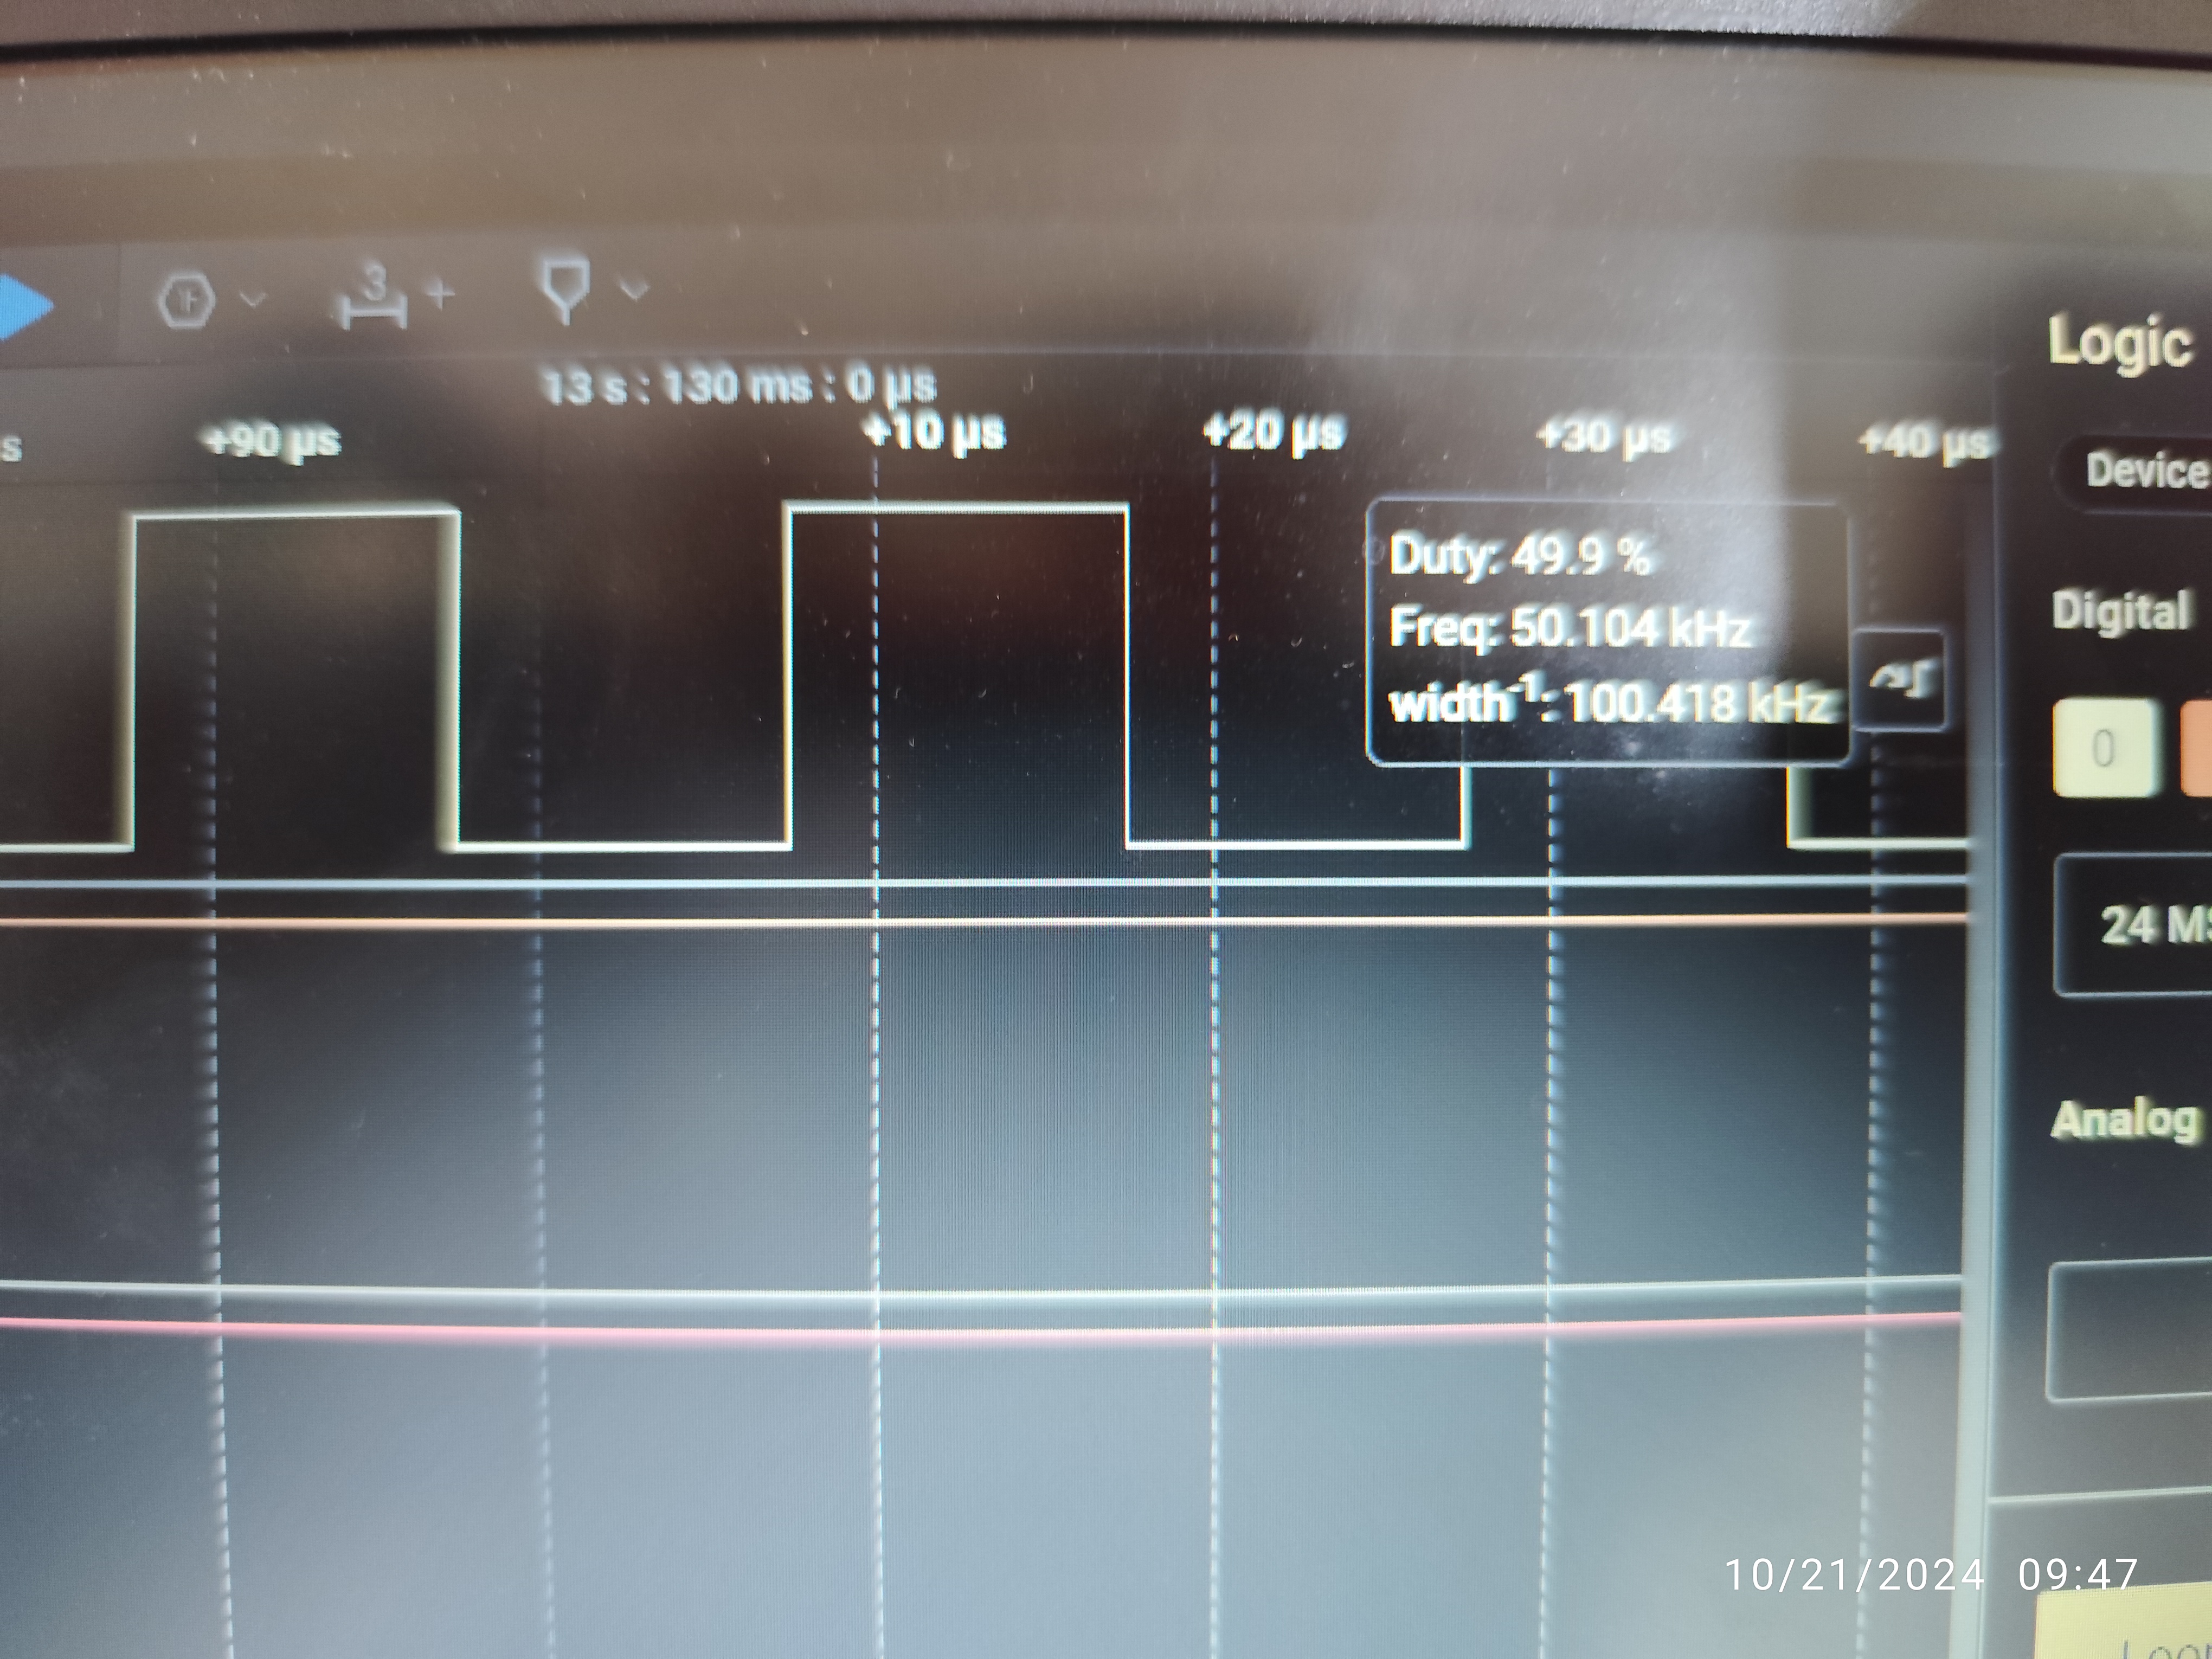 3
13 s : 130 ms : 0 µs
s +90 µs +10 µs +20 µs +30 µs +40 µs
Logic
Device
Duty: 49.9 %
Freq: 50.104 kHz
width-1: 100.418 kHz
Digital
0
24 MS
Analog
10/21/2024 09:47